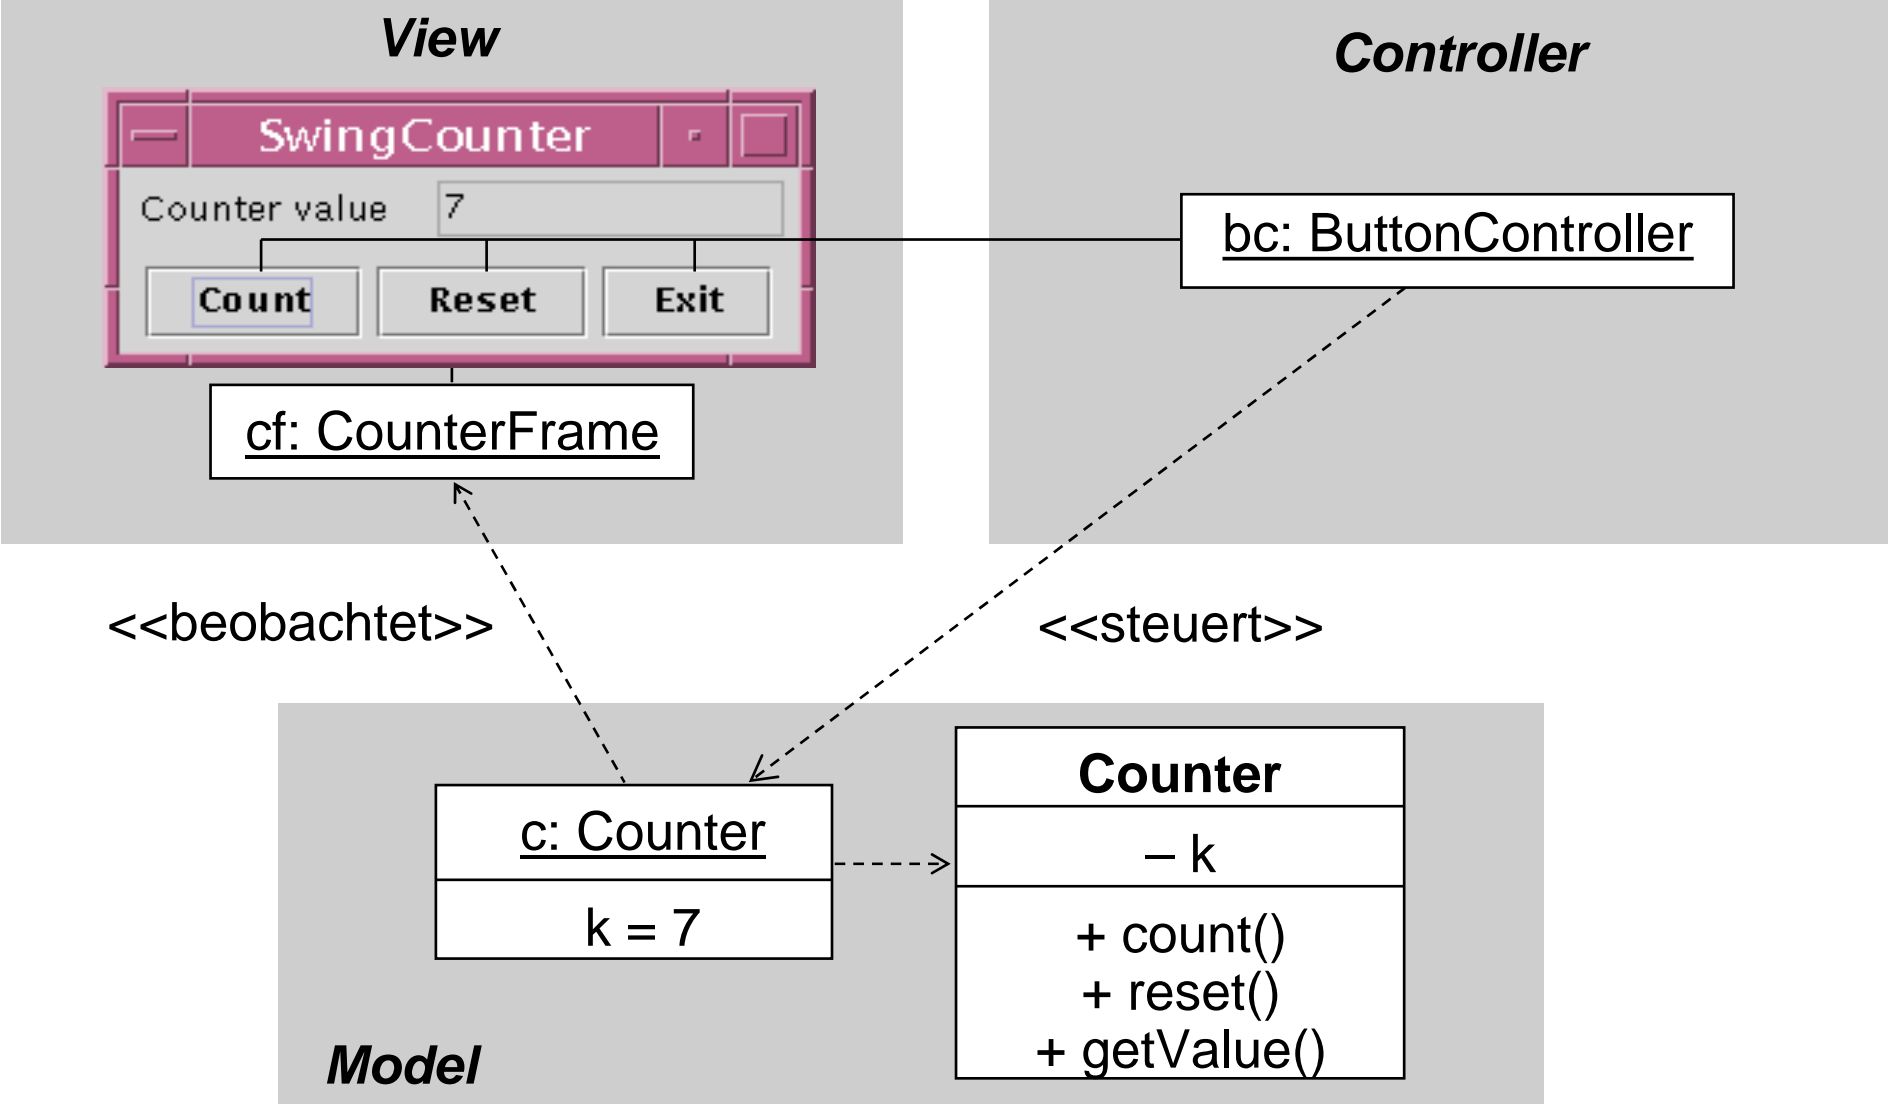 View
Controller
SwingCounter
Counter value 7
Count Reset Exit
bc: ButtonController
cf: CounterFrame
<<beobachtet>>
<<steuert>>
c: Counter
k = 7
Counter
– k
+ count()
+ reset()
+ getValue()
Model